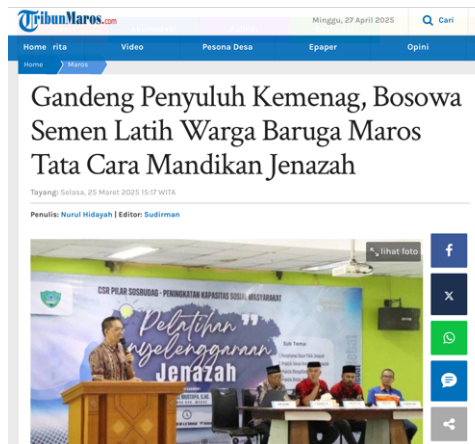 TribunMaros.com
Minggu, 27 April 2025
Cari
Home rita Video Pesona Desa Epaper Opini
Home Maros
Gandeng Penyuluh Kemenag, Bosowa
Semen Latih Warga Baruga Maros
Tata Cara Mandikan Jenazah
Tayang: Selasa, 25 Maret 2025 15:17 WITA
Penulis: Nurul Hidayah | Editor: Sudirman
lihat foto
CSR PILAR SOSBUDAG - PENINGKATAN KAPASITAS SOSIAL MASYARAKAT
Pelatihan
nyelenggaraan
Jenazah
Sub Tema